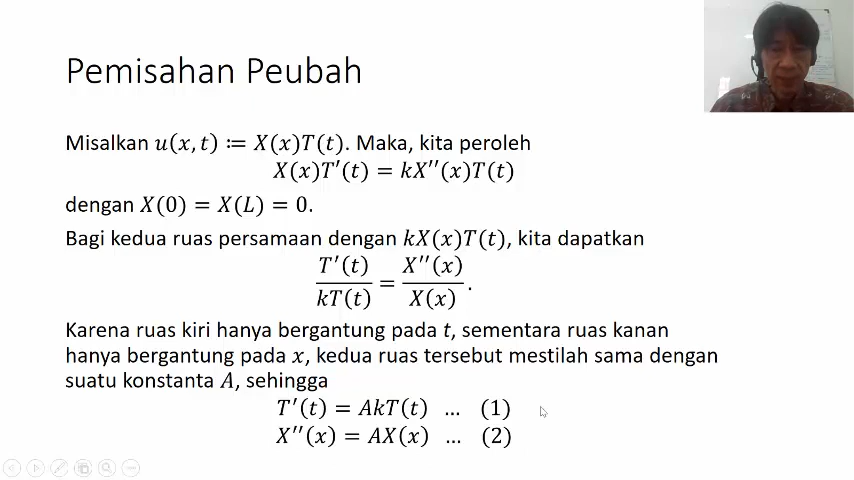 Pemisahan Peubah
Misalkan u(x, t) ≔ X(x)T(t). Maka, kita peroleh
X(x)T′(t) = kX′′(x)T(t)
dengan X(0) = X(L) = 0.
Bagi kedua ruas persamaan dengan kX(x)T(t), kita dapatkan
T′(t)/kT(t) = X′′(x)/X(x).
Karena ruas kiri hanya bergantung pada t, sementara ruas kanan
hanya bergantung pada x, kedua ruas tersebut mestilah sama dengan
suatu konstanta A, sehingga
T′(t) = AkT(t) … (1)
X′′(x) = AX(x) … (2)